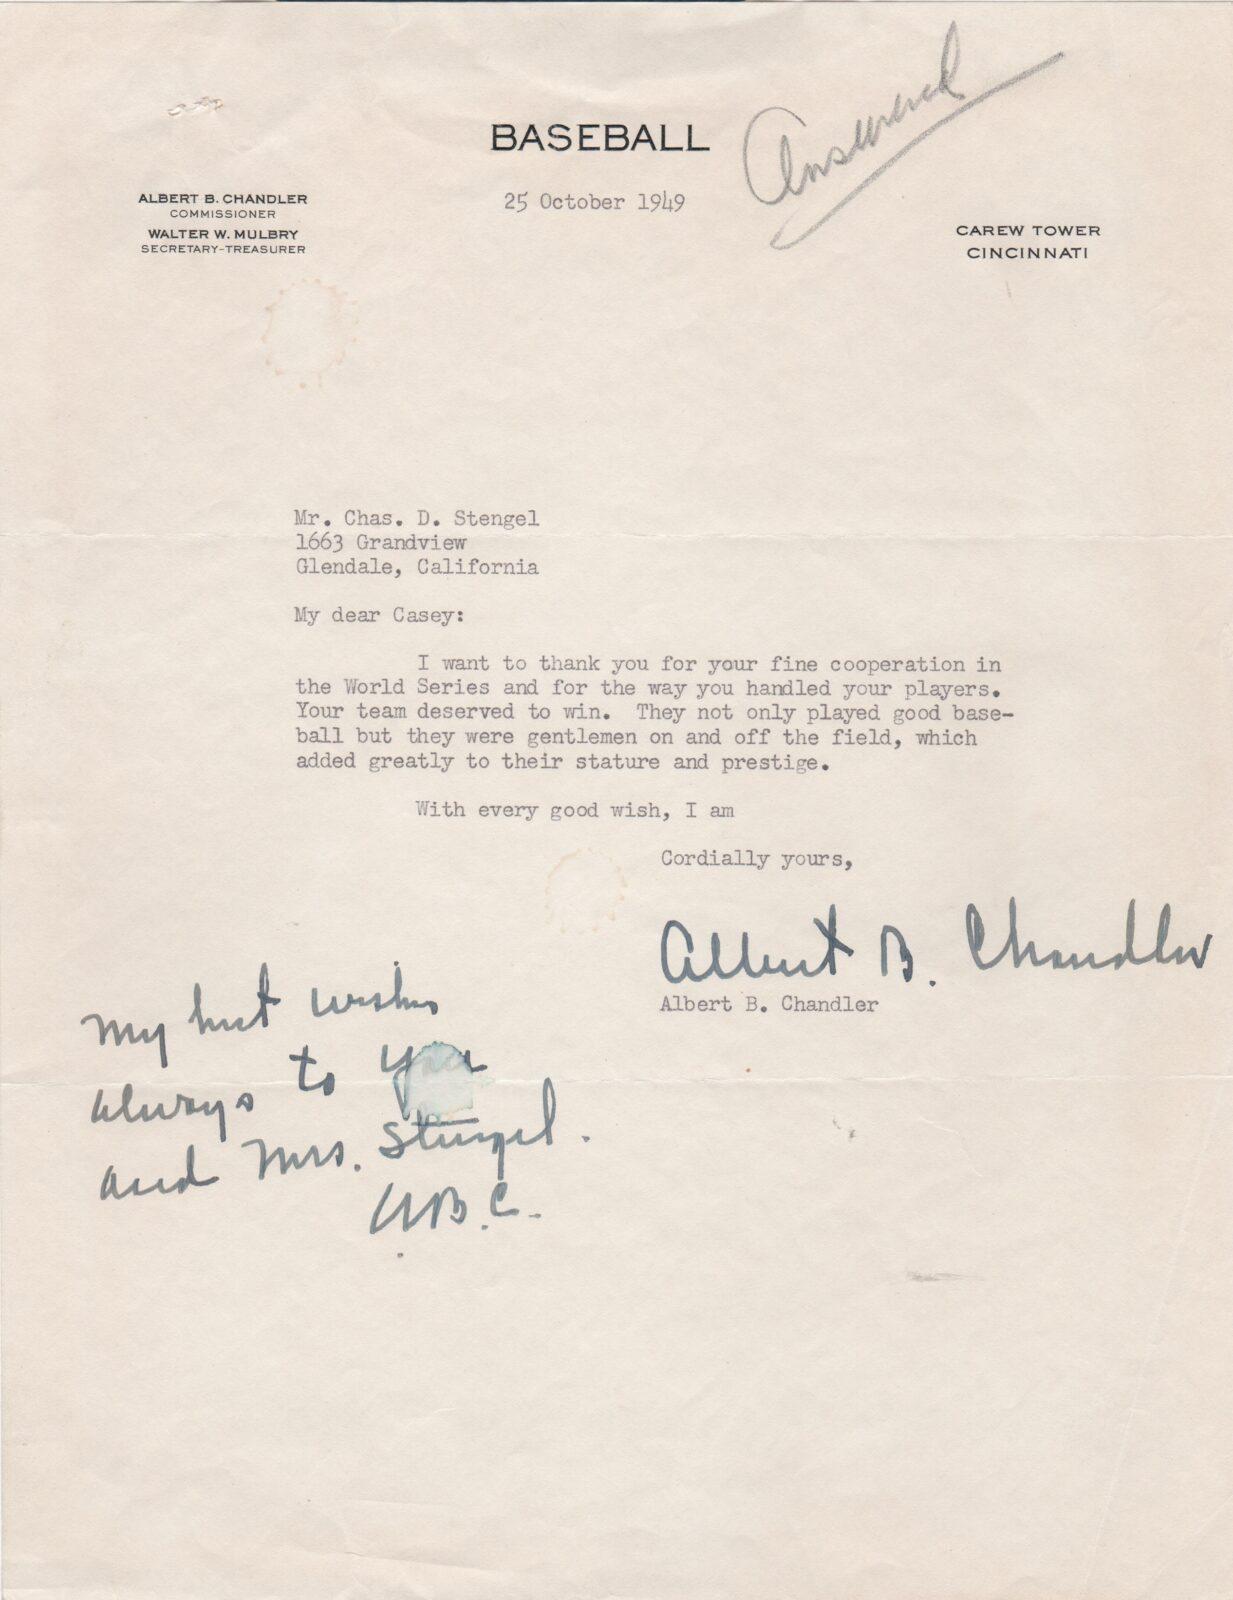 Answered
BASEBALL
25 October 1949
ALBERT B. CHANDLER
COMMISSIONER
WALTER W. MULBRY
SECRETARY-TREASURER
CAREW TOWER
CINCINNATI
Mr. Chas. D. Stengel
1663 Grandview
Glendale, California
My dear Casey:
I want to thank you for your fine cooperation in
the World Series and for the way you handled your players.
Your team deserved to win. They not only played good base-
ball but they were gentlemen on and off the field, which
added greatly to their stature and prestige.
With every good wish, I am
Cordially yours,
Albert B. Chandler
Albert B. Chandler
My best wishes
always to you
and Mrs. Stengel.
A.B.C.